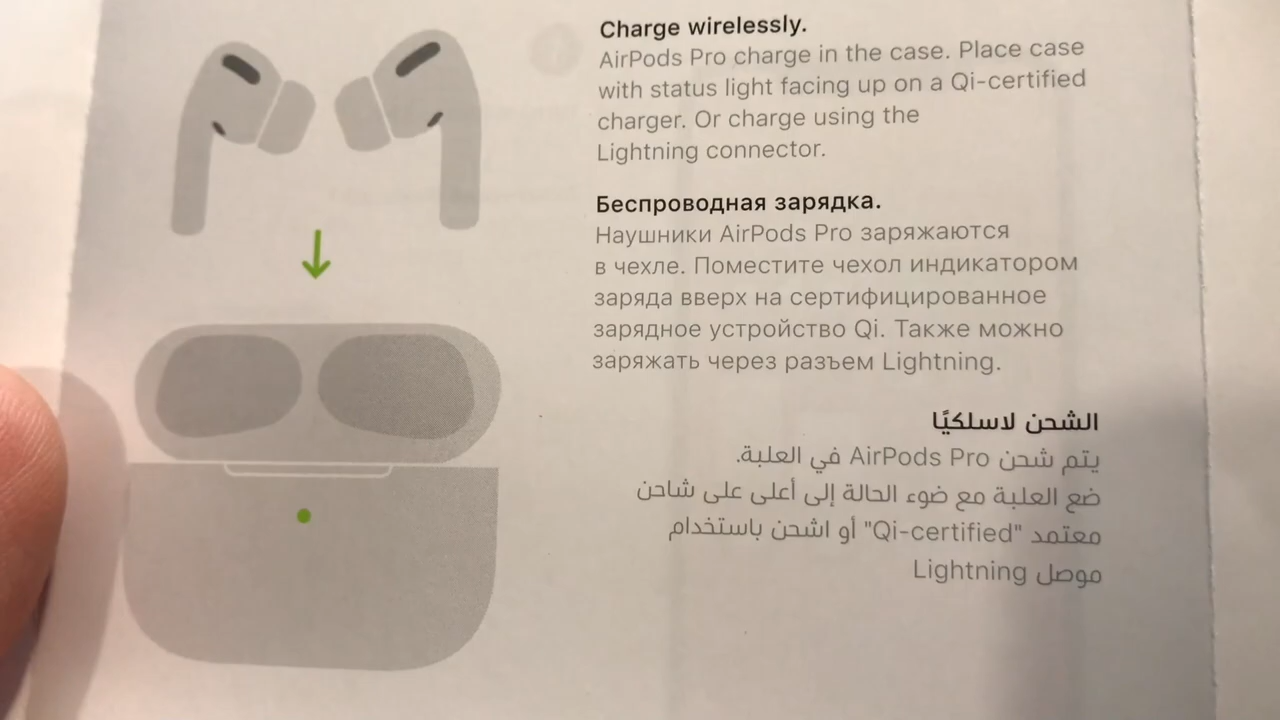 Charge wirelessly.
AirPods Pro charge in the case. Place case
with status light facing up on a Qi-certified
charger. Or charge using the
Lightning connector.
Беспроводная зарядка.
Наушники AirPods Pro заряжаются
в чехле. Поместите чехол индикатором
заряда вверх на сертифицированное
зарядное устройство Qi. Также можно
заряжать через разъем Lightning.
الشحن لاسلكيًا
يتم شحن AirPods Pro في العلبة.
ضع العلبة مع ضوء الحالة إلى أعلى على شاحن
معتمد "Qi-certified" أو اشحن باستخدام
موصل Lightning